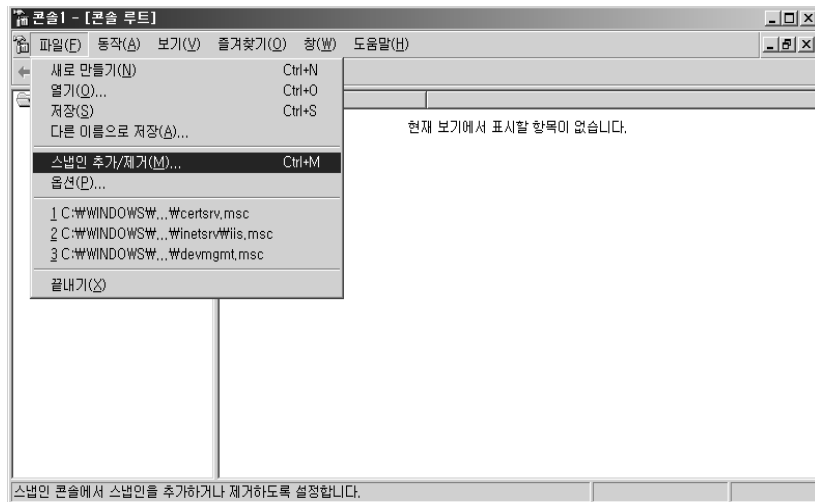 콘솔1 - [콘솔 루트]
파일(F) 동작(A) 보기(V) 즐겨찾기(O) 창(W) 도움말(H)
새로 만들기(N) Ctrl+N
열기(O)... Ctrl+O
저장(S) Ctrl+S
다른 이름으로 저장(A)...
현재 보기에서 표시할 항목이 없습니다.
스냅인 추가/제거(M)... Ctrl+M
옵션(P)...
1 C:₩WINDOWS₩...₩certsrv.msc
2 C:₩WINDOWS₩...₩inetsrv₩iis.msc
3 C:₩WINDOWS₩...₩devmgmt.msc
끝내기(X)
스냅인 콘솔에서 스냅인을 추가하거나 제거하도록 설정합니다.